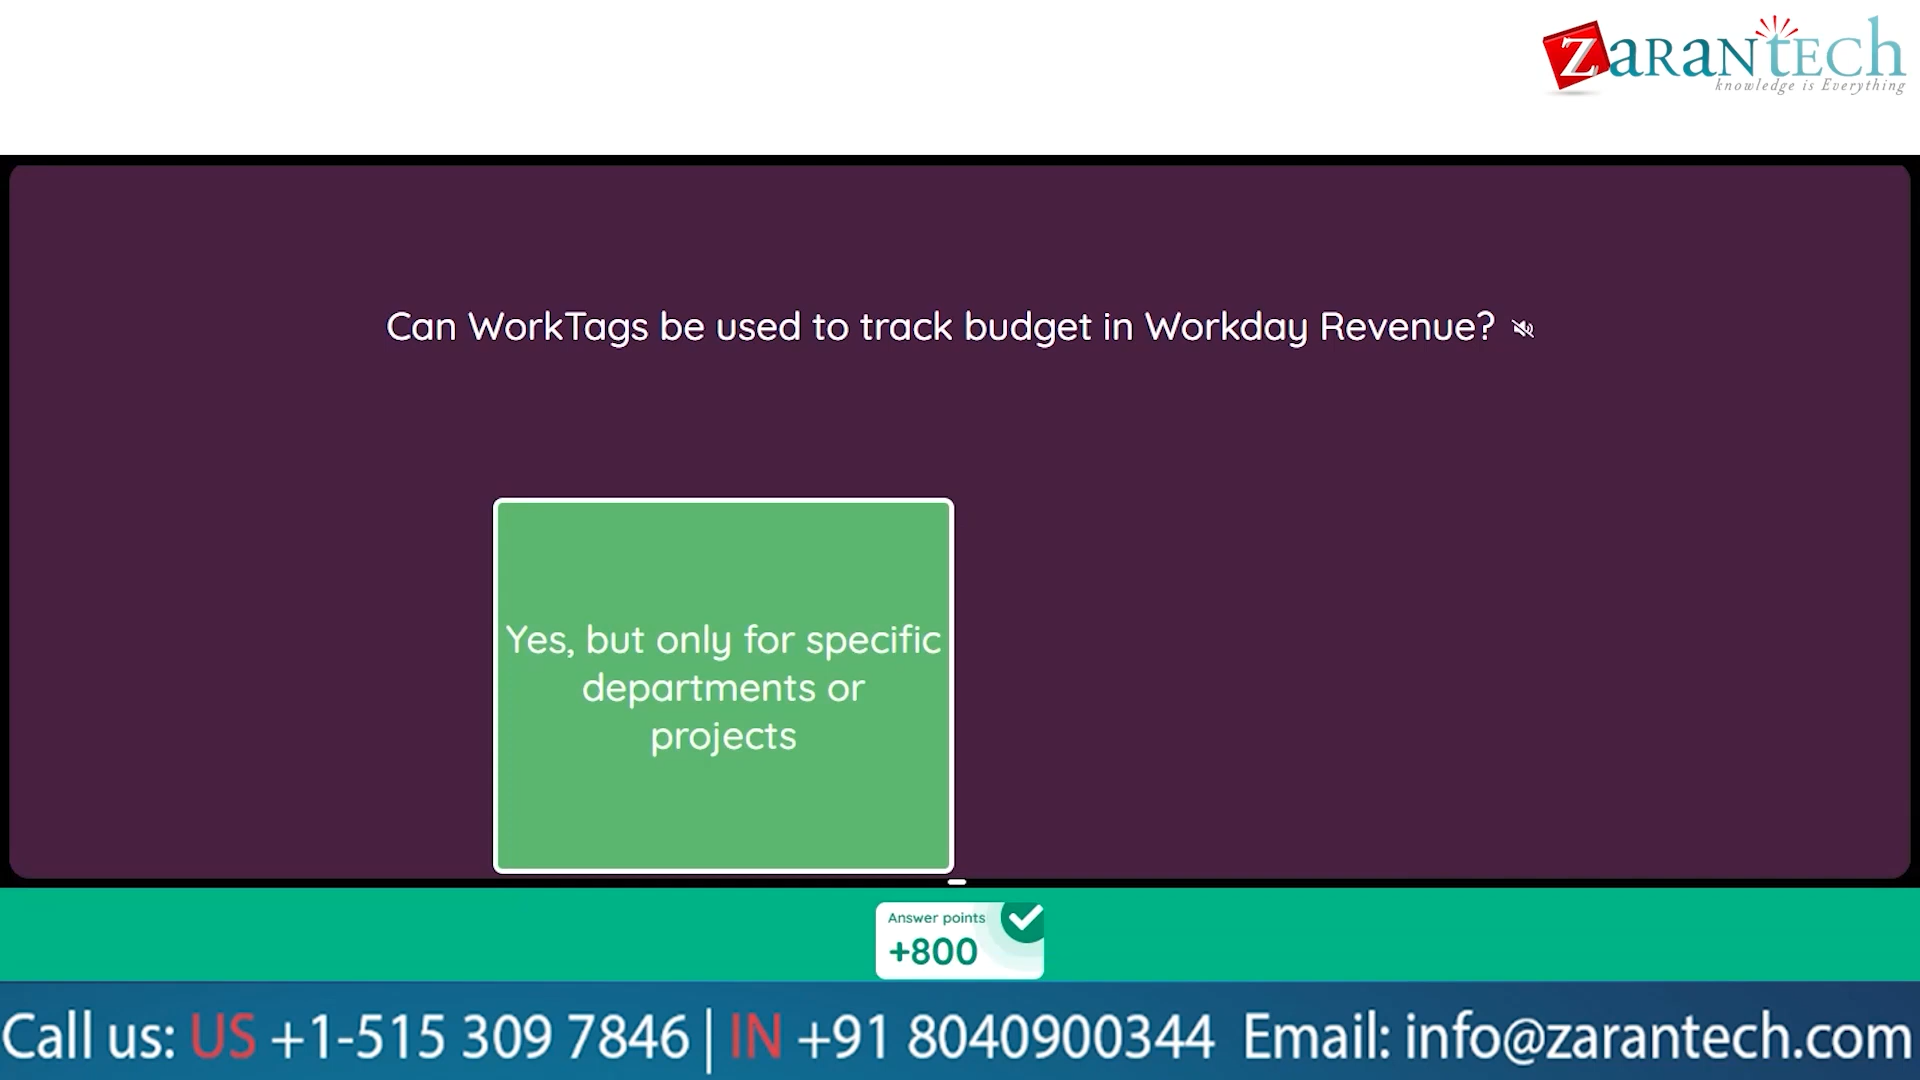 ZARANTECH
knowledge is Everything
Can WorkTags be used to track budget in Workday Revenue?
Yes, but only for specific
departments or
projects
Answer points
+800
Call us: US +1-515 309 7846 | IN +91 8040900344 Email: info@zarantech.com